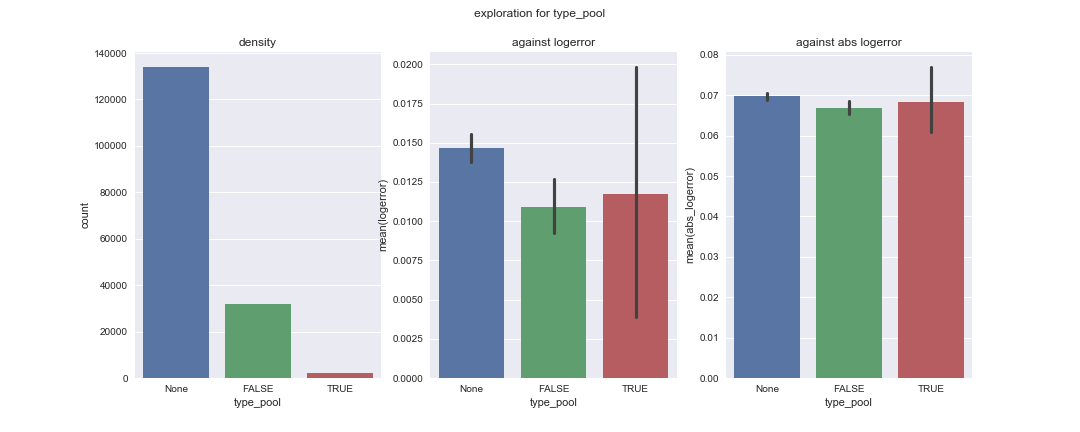 exploration for type_pool
density
140000
120000
100000
80000
60000
40000
20000
0
count
None FALSE TRUE
type_pool
against logerror
0.0200
0.0175
0.0150
0.0125
0.0100
0.0075
0.0050
0.0025
0.0000
mean(logerror)
None FALSE TRUE
type_pool
against abs logerror
0.08
0.07
0.06
0.05
0.04
0.03
0.02
0.01
0.00
mean(abs_logerror)
None FALSE TRUE
type_pool